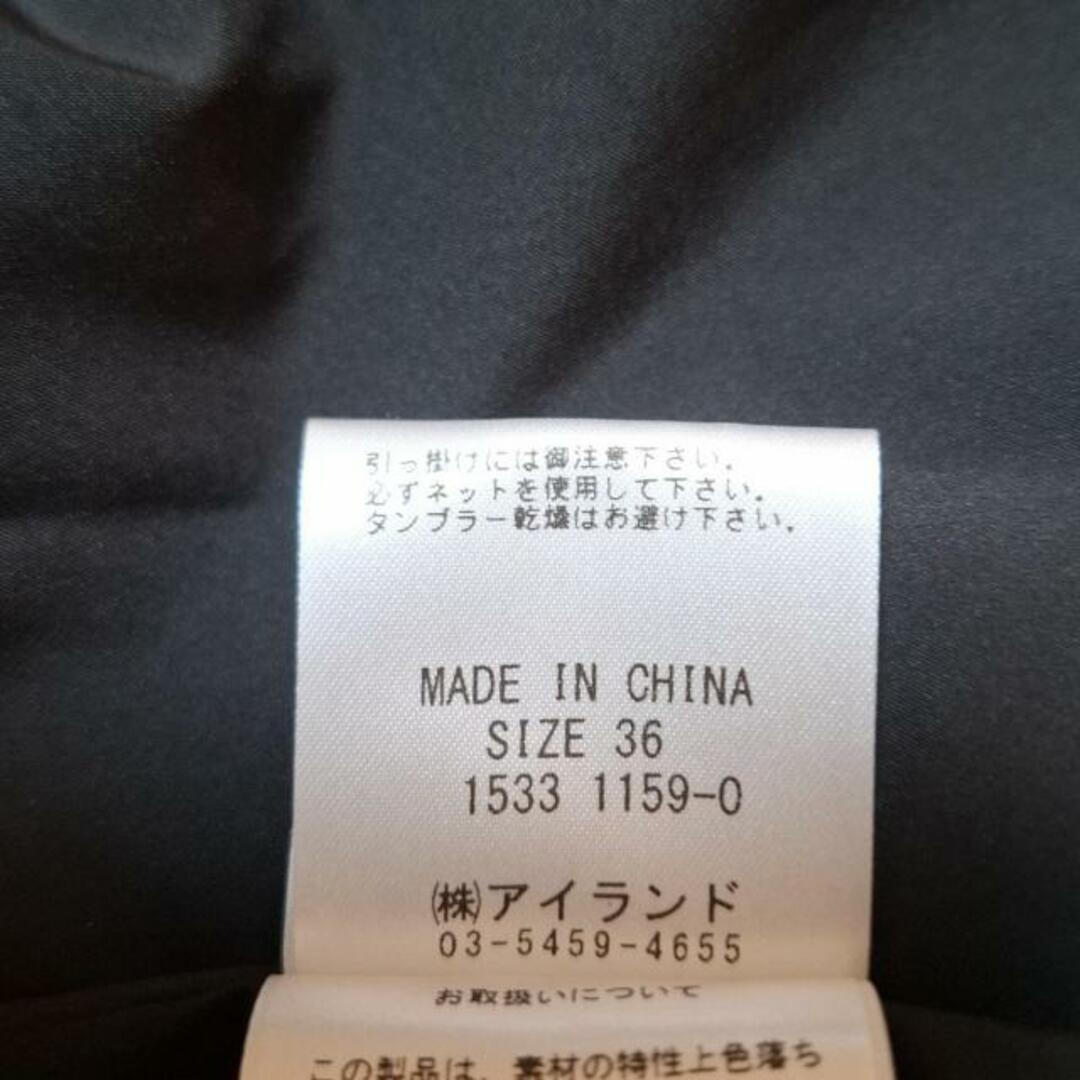 引っ掛けには御注意下さい。
必ずネットを使用して下さい。
タンブラー乾燥はお避け下さい。
MADE IN CHINA
SIZE 36
1533 1159-0
㈱アイランド
03-5459-4655
お取扱いについて
この製品は、素材の特性上色落ち